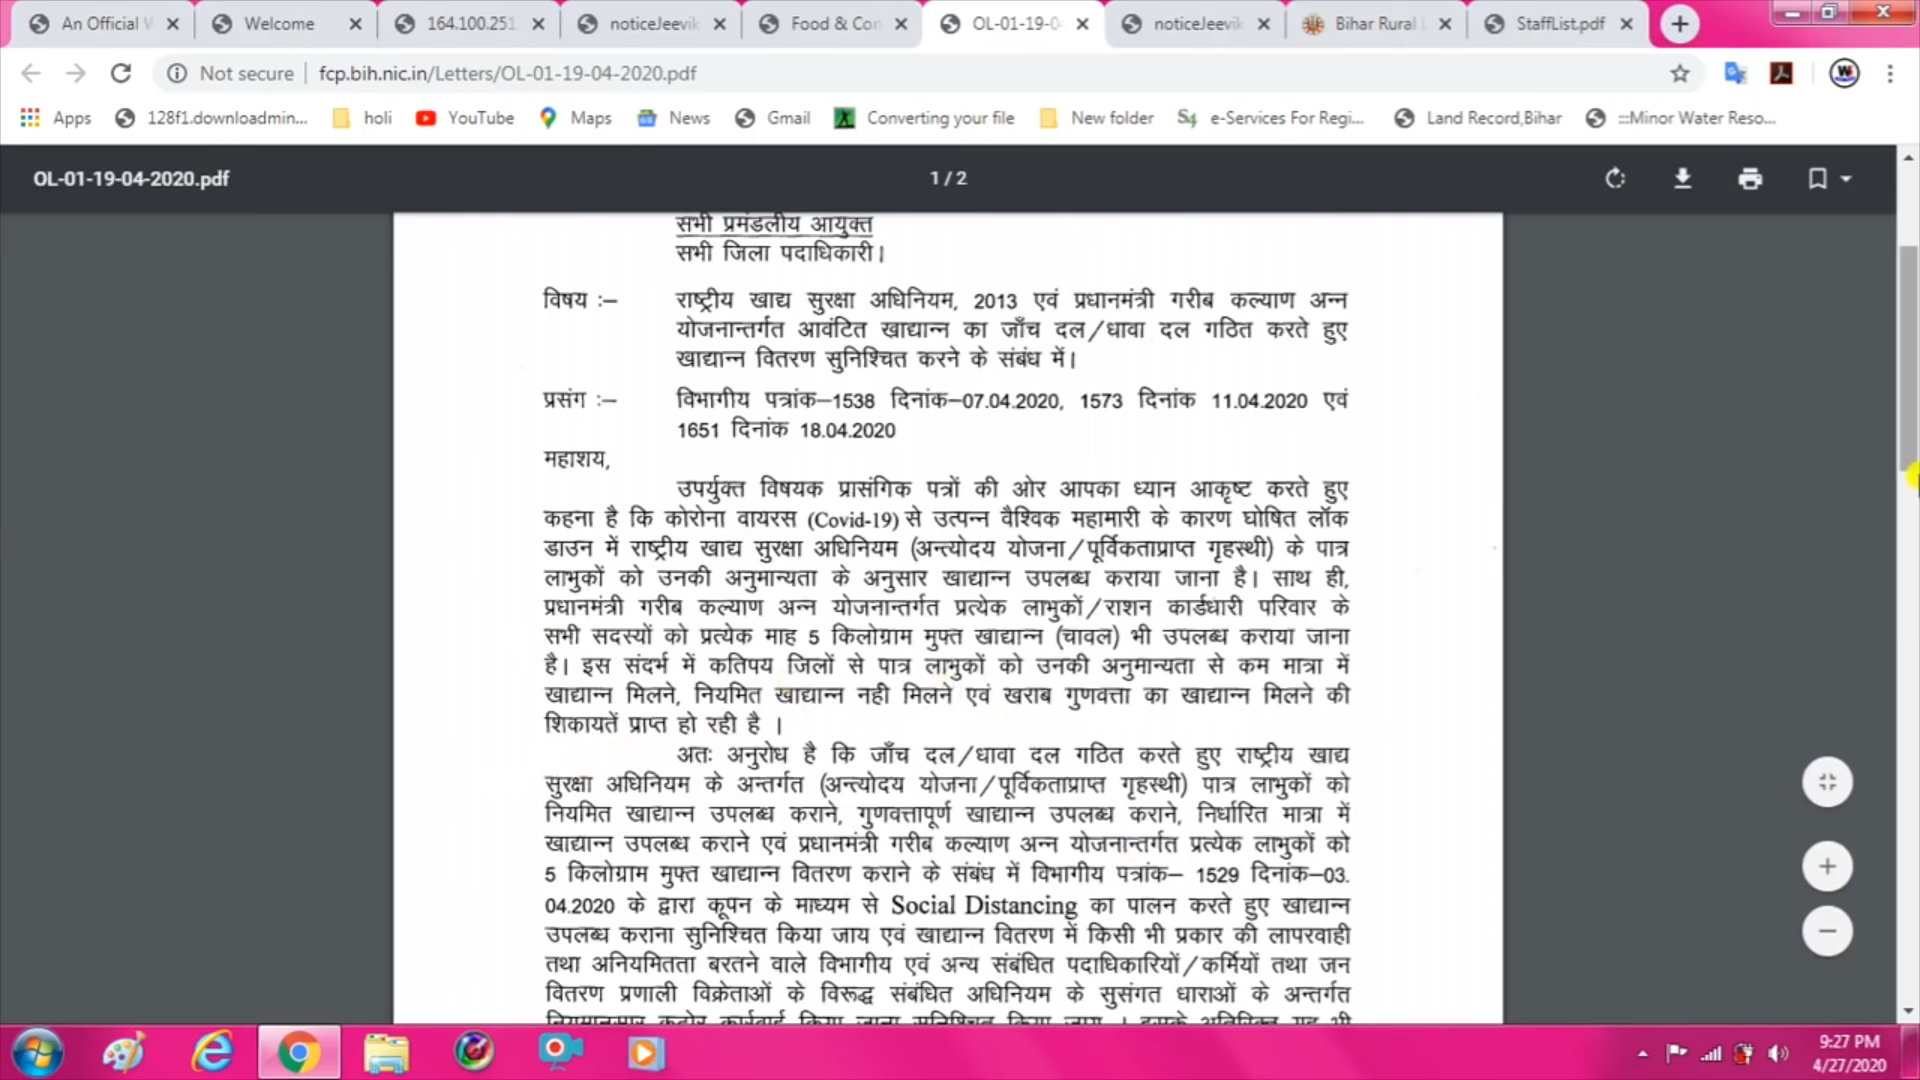 An Official W
Welcome
164.100.251.
noticeJeevik
Food & Con
OL-01-19-0
noticeJeevik
Bihar Rural L
StaffList.pdf
Not secure
fcp.bih.nic.in/Letters/OL-01-19-04-2020.pdf
Apps
128f1.downloadmin...
holi
YouTube
Maps
News
Gmail
Converting your file
New folder
e-Services For Regi...
Land Record,Bihar
:::Minor Water Reso...
OL-01-19-04-2020.pdf
1 / 2
सभी प्रमंडलीय आयुक्त
सभी जिला पदाधिकारी।
विषय :– राष्ट्रीय खाद्य सुरक्षा अधिनियम, 2013 एवं प्रधानमंत्री गरीब कल्याण अन्न
योजनान्तर्गत आवंटित खाद्यान्न का जाँच दल/धावा दल गठित करते हुए
खाद्यान्न वितरण सुनिश्चित करने के संबंध में।
प्रसंग :– विभागीय पत्रांक–1538 दिनांक–07.04.2020, 1573 दिनांक 11.04.2020 एवं
1651 दिनांक 18.04.2020
महाशय,
उपर्युक्त विषयक प्रासंगिक पत्रों की ओर आपका ध्यान आकृष्ट करते हुए
कहना है कि कोरोना वायरस (Covid-19) से उत्पन्न वैश्विक महामारी के कारण घोषित लॉक
डाउन में राष्ट्रीय खाद्य सुरक्षा अधिनियम (अन्त्योदय योजना/पूर्विकताप्राप्त गृहस्थी) के पात्र
लाभुकों को उनकी अनुमान्यता के अनुसार खाद्यान्न उपलब्ध कराया जाना है। साथ ही,
प्रधानमंत्री गरीब कल्याण अन्न योजनान्तर्गत प्रत्येक लाभुकों/राशन कार्डधारी परिवार के
सभी सदस्यों को प्रत्येक माह 5 किलोग्राम मुफ्त खाद्यान्न (चावल) भी उपलब्ध कराया जाना
है। इस संदर्भ में कतिपय जिलों से पात्र लाभुकों को उनकी अनुमान्यता से कम मात्रा में
खाद्यान्न मिलने, नियमित खाद्यान्न नही मिलने एवं खराब गुणवत्ता का खाद्यान्न मिलने की
शिकायतें प्राप्त हो रही है ।
अतः अनुरोध है कि जाँच दल/धावा दल गठित करते हुए राष्ट्रीय खाद्य
सुरक्षा अधिनियम के अन्तर्गत (अन्त्योदय योजना/पूर्विकताप्राप्त गृहस्थी) पात्र लाभुकों को
नियमित खाद्यान्न उपलब्ध कराने, गुणवत्तापूर्ण खाद्यान्न उपलब्ध कराने, निर्धारित मात्रा में
खाद्यान्न उपलब्ध कराने एवं प्रधानमंत्री गरीब कल्याण अन्न योजनान्तर्गत प्रत्येक लाभुकों को
5 किलोग्राम मुफ्त खाद्यान्न वितरण कराने के संबंध में विभागीय पत्रांक– 1529 दिनांक–03.
04.2020 के द्वारा कूपन के माध्यम से Social Distancing का पालन करते हुए खाद्यान्न
उपलब्ध कराना सुनिश्चित किया जाय एवं खाद्यान्न वितरण में किसी भी प्रकार की लापरवाही
तथा अनियमितता बरतने वाले विभागीय एवं अन्य संबंधित पदाधिकारियों/कर्मियों तथा जन
वितरण प्रणाली विक्रेताओं के विरूद्ध संबंधित अधिनियम के सुसंगत धाराओं के अन्तर्गत
नियमानुसार कठोर कार्रवाई किया जाना सुनिश्चित किया जाय । इसके अतिरिक्त यह भी
9:27 PM
4/27/2020